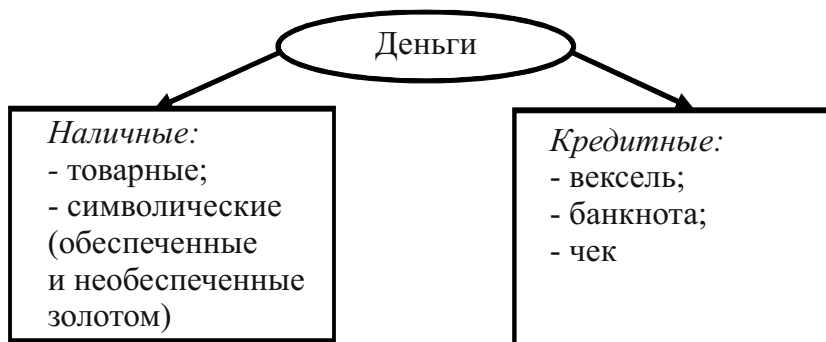 Деньги
Наличные:
- товарные;
- символические
(обеспеченные
и необеспеченные
золотом)
Кредитные:
- вексель;
- банкнота;
- чек